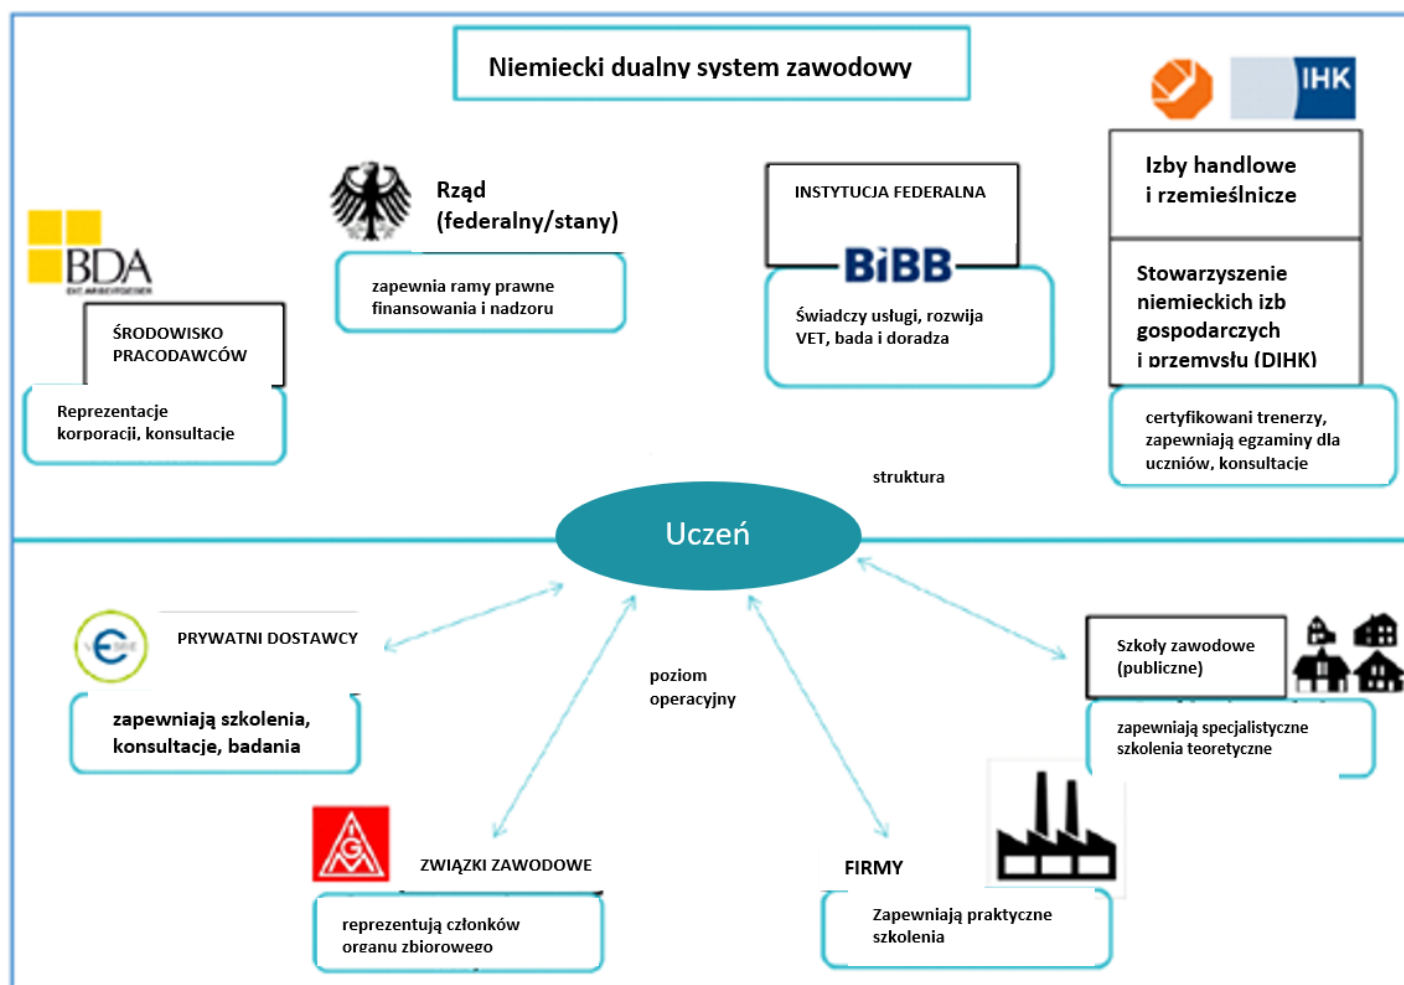 Niemiecki dualny system zawodowy
IHK
Izby handlowe
i rzemieślnicze
Stowarzyszenie
niemieckich izb
gospodarczych
i przemysłu (DIHK)
certyfikowani trenerzy,
zapewniają egzaminy dla
uczniów, konsultacje
Rząd
(federalny/stany)
zapewnia ramy prawne
finansowania i nadzoru
INSTYTUCJA FEDERALNA
BiBB
Świadczy usługi, rozwija
VET, bada i doradza
BDA
DIE ARBEITGEBER
ŚRODOWISKO
PRACODAWCÓW
Reprezentacje
korporacji, konsultacje
struktura
Uczeń
PRYWATNI DOSTAWCY
zapewniają szkolenia,
konsultacje, badania
poziom
operacyjny
Szkoły zawodowe
(publiczne)
zapewniają specjalistyczne
szkolenia teoretyczne
IGM
ZWIĄZKI ZAWODOWE
reprezentują członków
organu zbiorowego
FIRMY
Zapewniają praktyczne
szkolenia